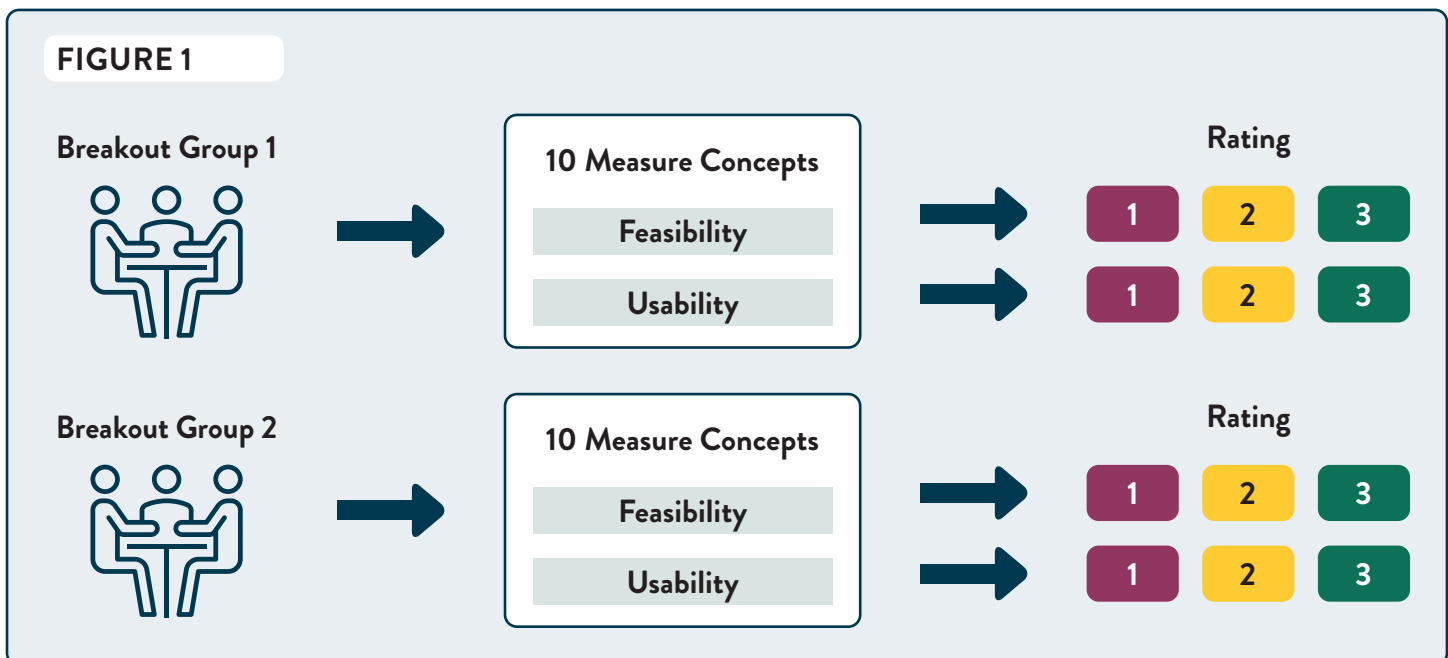 FIGURE 1
Breakout Group 1
10 Measure Concepts
Feasibility
Usability
Rating
1 2 3
1 2 3
Breakout Group 2
10 Measure Concepts
Feasibility
Usability
Rating
1 2 3
1 2 3